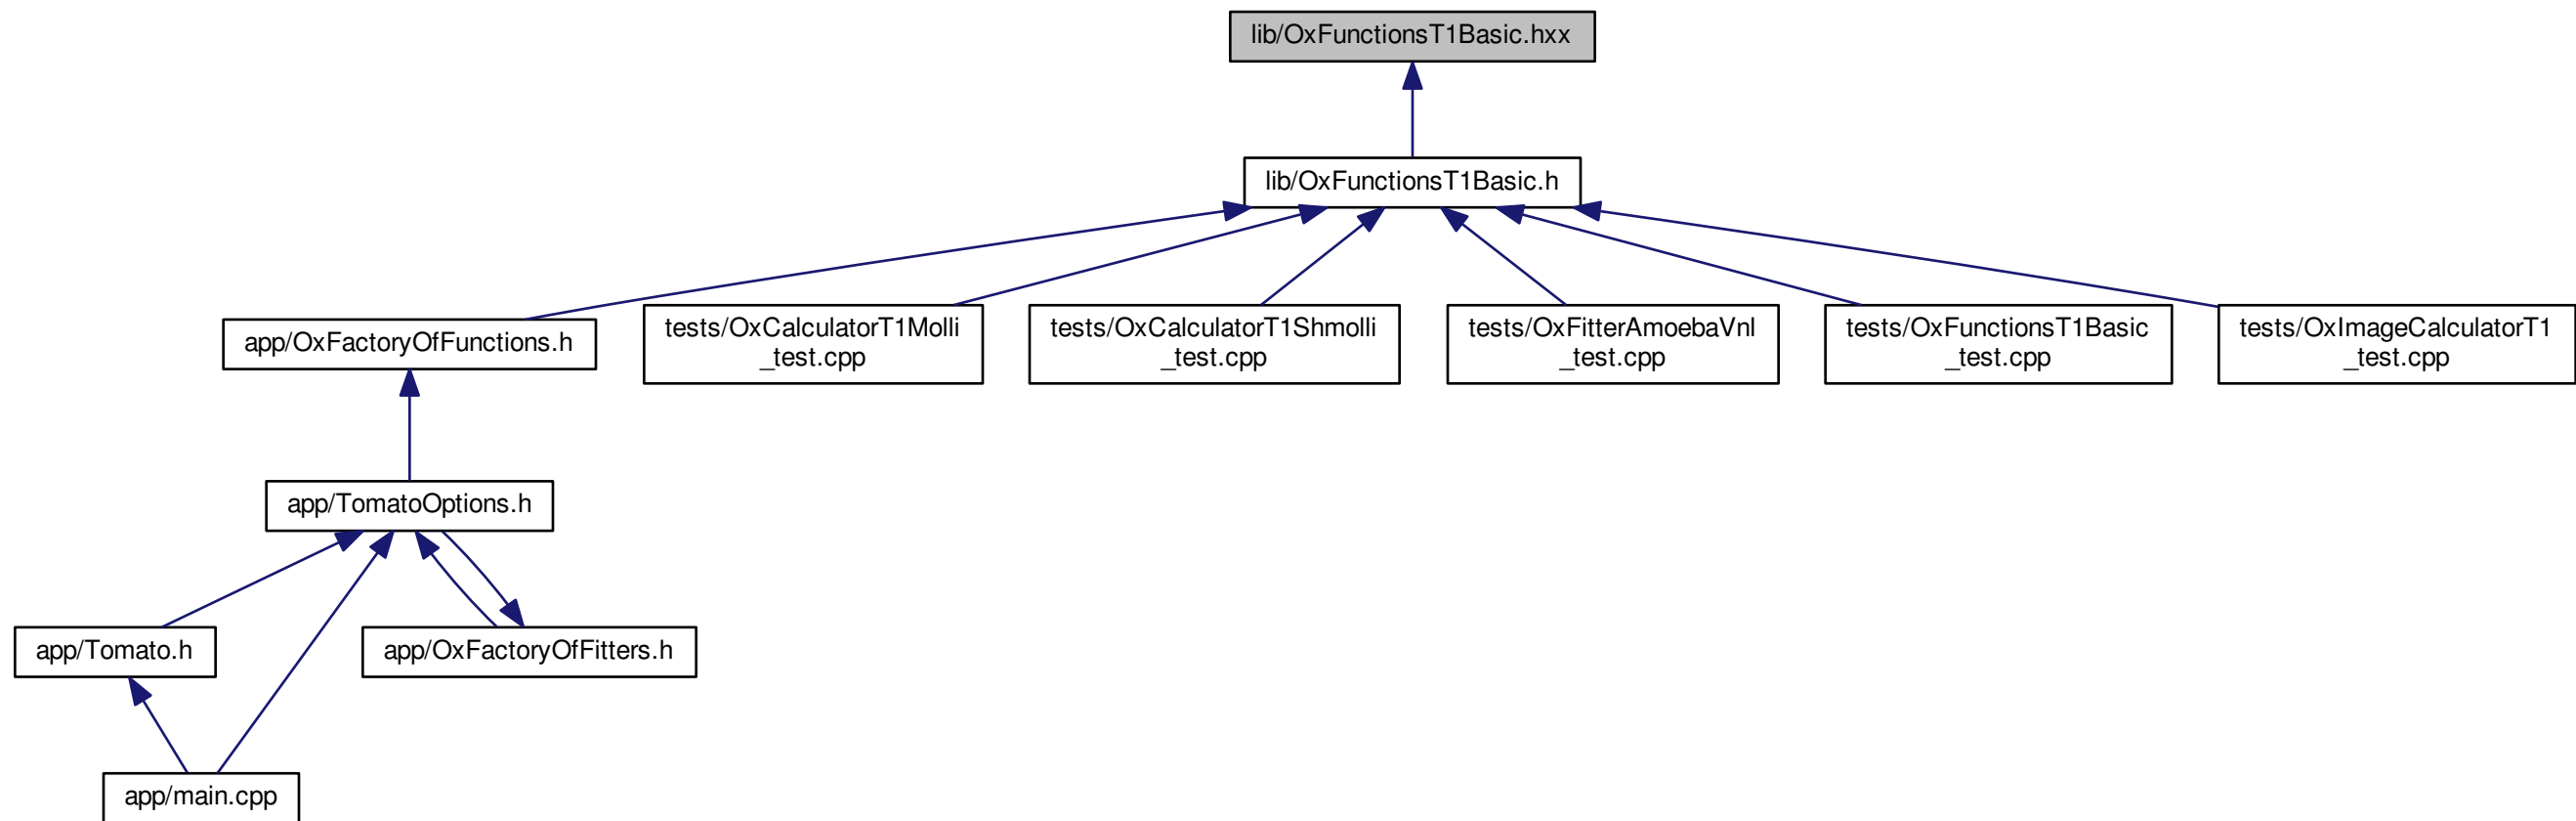 lib/OxFunctionsT1Basic.hxx
lib/OxFunctionsT1Basic.h
app/OxFactoryOfFunctions.h
tests/OxCalculatorT1Molli
_test.cpp
tests/OxCalculatorT1Shmolli
_test.cpp
tests/OxFitterAmoebaVnl
_test.cpp
tests/OxFunctionsT1Basic
_test.cpp
tests/OxImageCalculatorT1
_test.cpp
app/TomatoOptions.h
app/Tomato.h
app/OxFactoryOfFitters.h
app/main.cpp